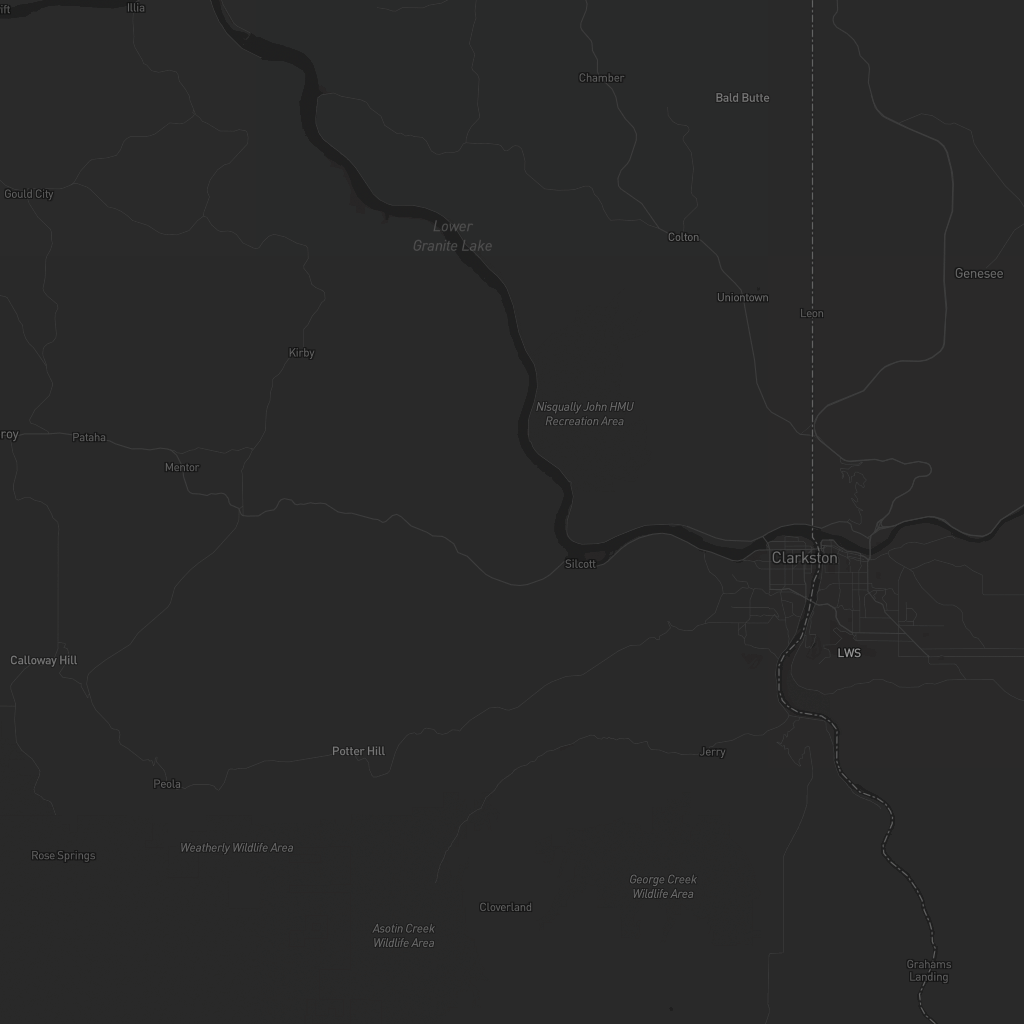 ift
Illia
Chamber
Bald Butte
Gould City
Lower
Granite Lake
Colton
Genesee
Uniontown
Leon
Kirby
Nisqually John HMU
Recreation Area
roy
Pataha
Mentor
Clarkston
Silcott
LWS
Calloway Hill
Potter Hill
Jerry
Peola
Weatherly Wildlife Area
Rose Springs
George Creek
Wildlife Area
Cloverland
Asotin Creek
Wildlife Area
Grahams
Landing